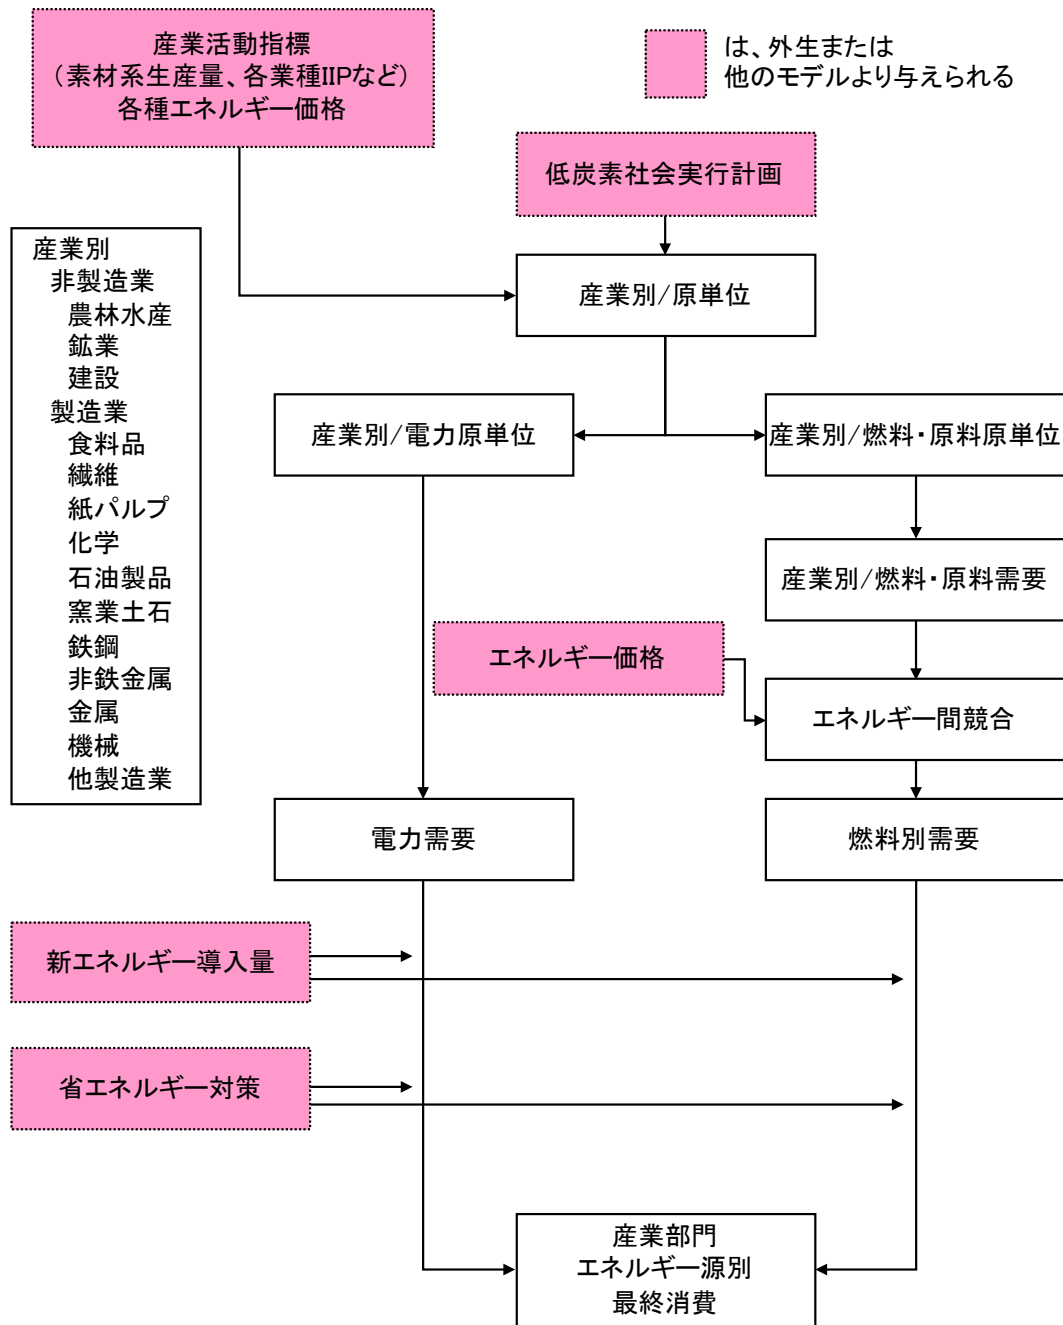 産業活動指標
（素材系生産量、各業種IIPなど）
各種エネルギー価格
は、外生または
他のモデルより与えられる
低炭素社会実行計画
産業別/原単位
産業別
非製造業
農林水産
鉱業
建設
製造業
食料品
繊維
紙パルプ
化学
石油製品
窯業土石
鉄鋼
非鉄金属
金属
機械
他製造業
産業別/電力原単位
産業別/燃料・原料原単位
産業別/燃料・原料需要
エネルギー価格
エネルギー間競合
電力需要
燃料別需要
新エネルギー導入量
省エネルギー対策
産業部門
エネルギー源別
最終消費